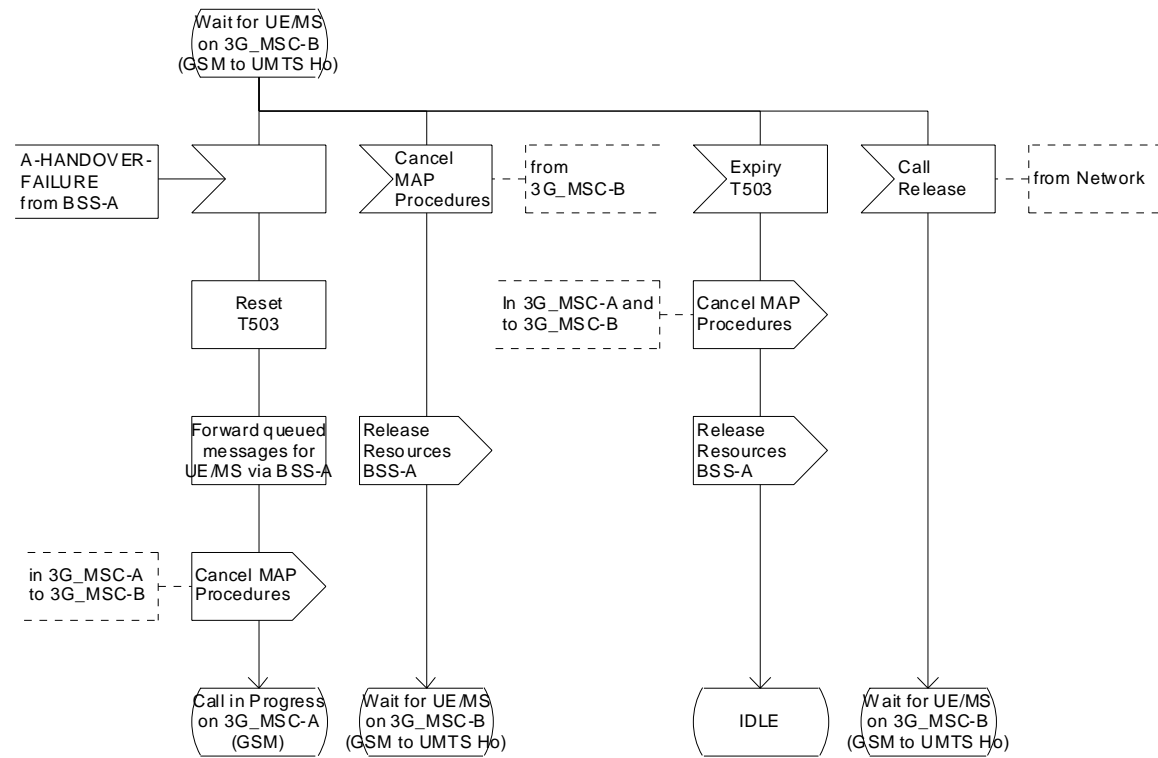 Wait for UE/MS
on 3G_MSC-B
(GSM to UMTS Ho)
A-HANDOVER-
FAILURE
from BSS-A
Cancel
MAP
Procedures
from
3G_MSC-B
Expiry
T503
Call
Release
from Network
Reset
T503
In 3G_MSC-A and
to 3G_MSC-B
Cancel MAP
Procedures
Forward queued
messages for
UE/MS via BSS-A
Release
Resources
BSS-A
Release
Resources
BSS-A
in 3G_MSC-A
to 3G_MSC-B
Cancel MAP
Procedures
Call in Progress
on 3G_MSC-A
(GSM)
Wait for UE/MS
on 3G_MSC-B
(GSM to UMTS Ho)
IDLE
Wait for UE/MS
on 3G_MSC-B
(GSM to UMTS Ho)